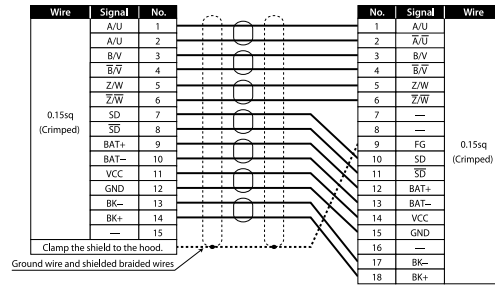 Wire Signal No.
A/U 1
A/U 2
B/V 3
B̅/V̅ 4
Z/W 5
Z̅/W̅ 6
SD 7
S̅D̅ 8
BAT+ 9
BAT− 10
VCC 11
GND 12
BK− 13
BK+ 14
— 15
0.15sq
(Crimped)
Clamp the shield to the hood.
Ground wire and shielded braided wires
No. Signal Wire
1 A/U
2 A̅/U̅
3 B/V
4 B̅/V̅
5 Z/W
6 Z̅/W̅
7 —
8 —
9 FG
10 SD
11 S̅D̅
12 BAT+
13 BAT−
14 VCC
15 GND
16 —
17 BK−
18 BK+
0.15sq
(Crimped)